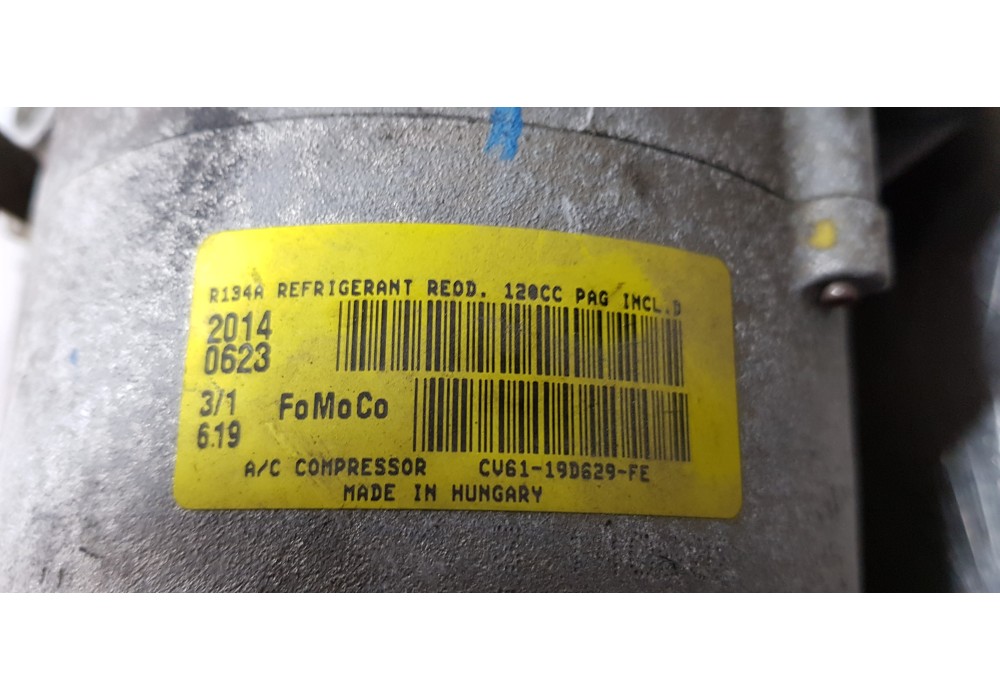 R134A REFRIGERANT REOD. 120CC PAG INCL.D
2014
0623
3/1 FoMoCo
6.19
A/C COMPRESSOR CV61-19D629-FE
MADE IN HUNGARY